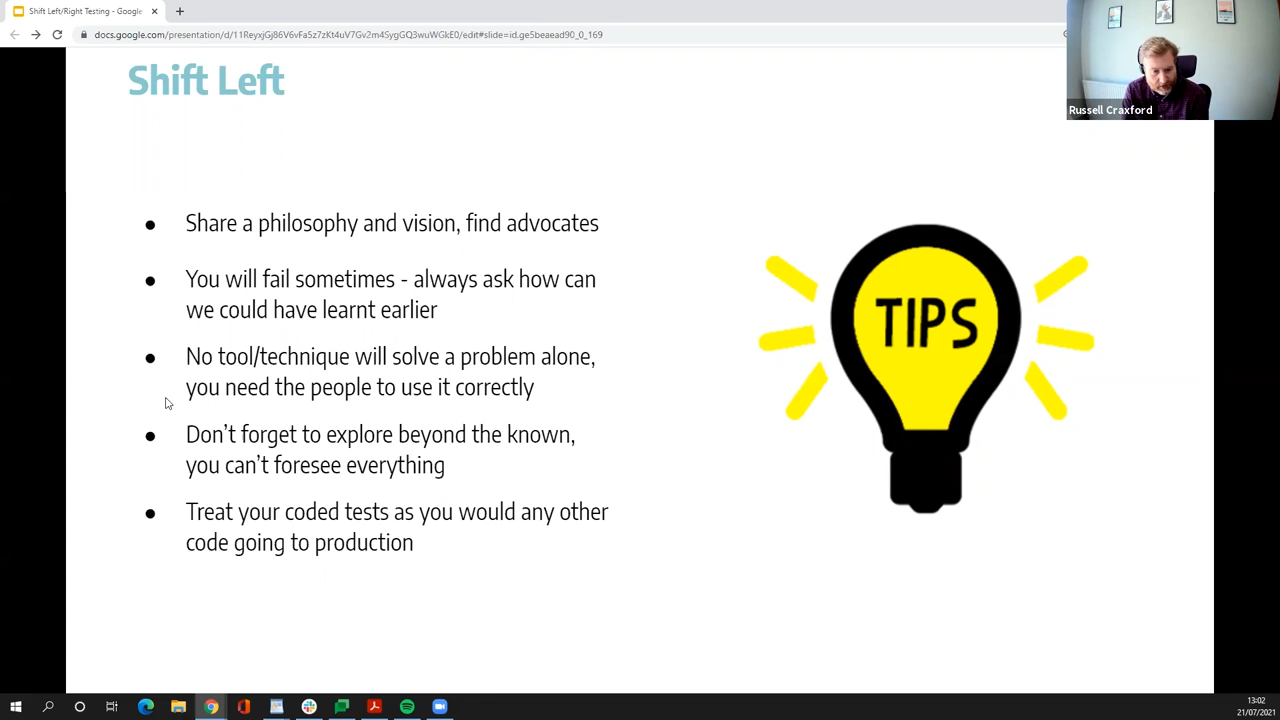 Shift Left/Right Testing - Google
docs.google.com/presentation/d/11ReyxjGj86V6vFa5z7zKt4uV7Gv2m4SygGQ3wuWGkE0/edit#slide=id.ge5beaead90_0_169
Russell Craxford
Shift Left
Share a philosophy and vision, find advocates
You will fail sometimes - always ask how can
we could have learnt earlier
No tool/technique will solve a problem alone,
you need the people to use it correctly
Don't forget to explore beyond the known,
you can't foresee everything
Treat your coded tests as you would any other
code going to production
TIPS
13:02
21/07/2021